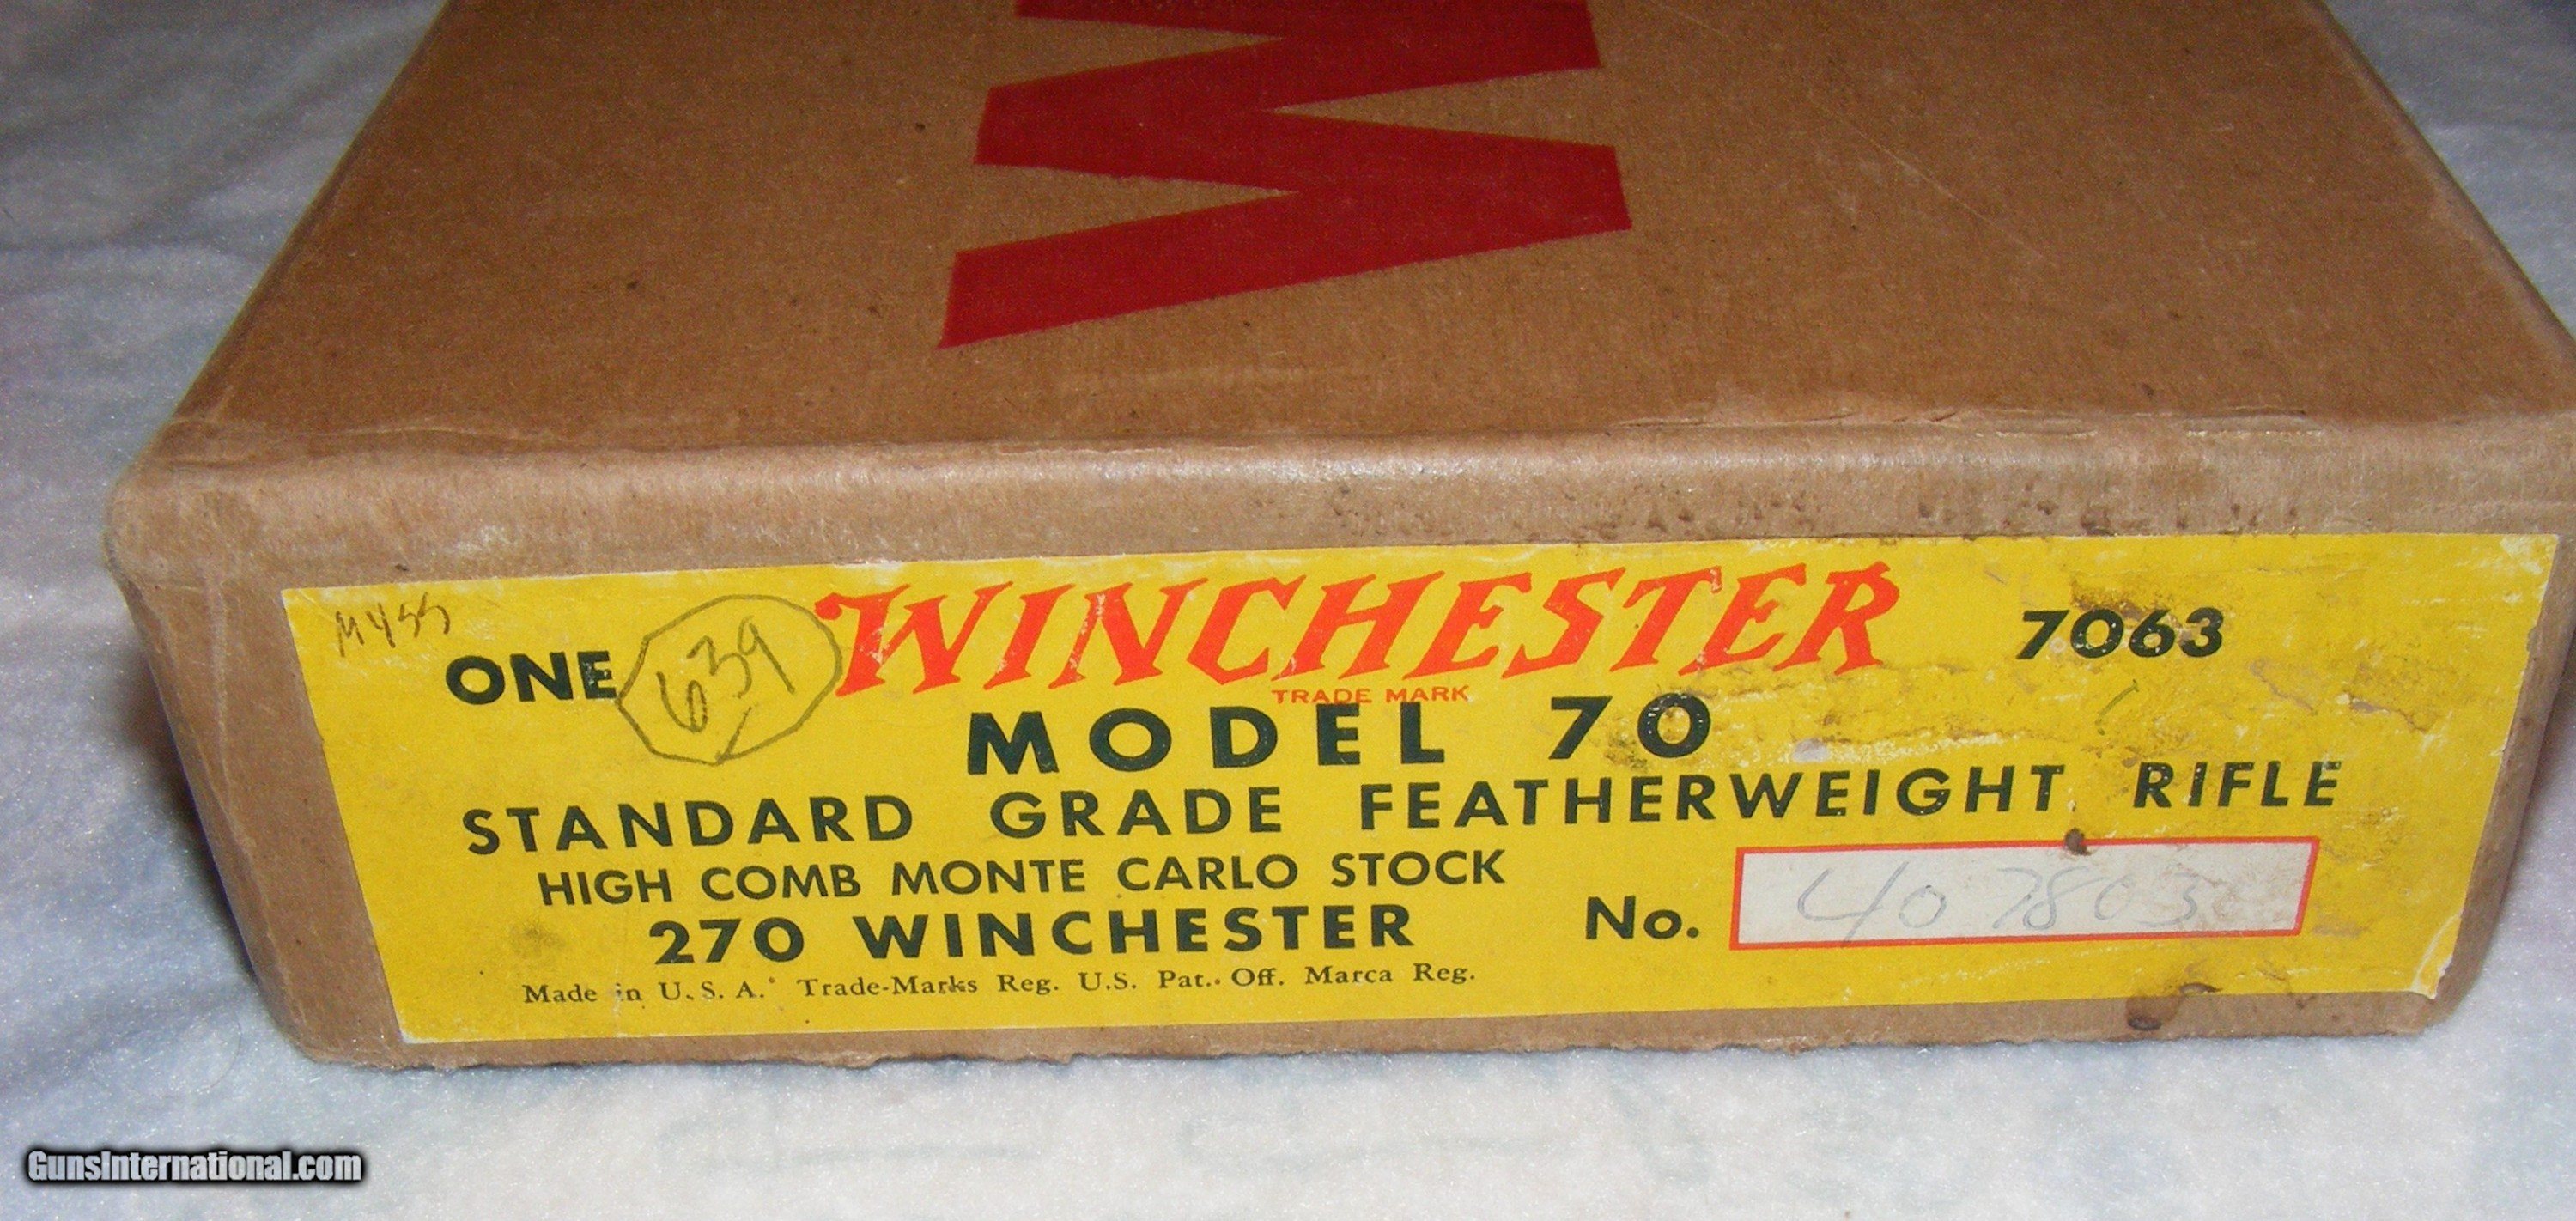 W
M455
ONE 639 WINCHESTER 7063
TRADE MARK
MODEL 70
STANDARD GRADE FEATHERWEIGHT RIFLE
HIGH COMB MONTE CARLO STOCK
270 WINCHESTER No. 407803
Made in U.S.A. Trade-Marks Reg. U.S. Pat. Off. Marca Reg.
GunsInternational.com